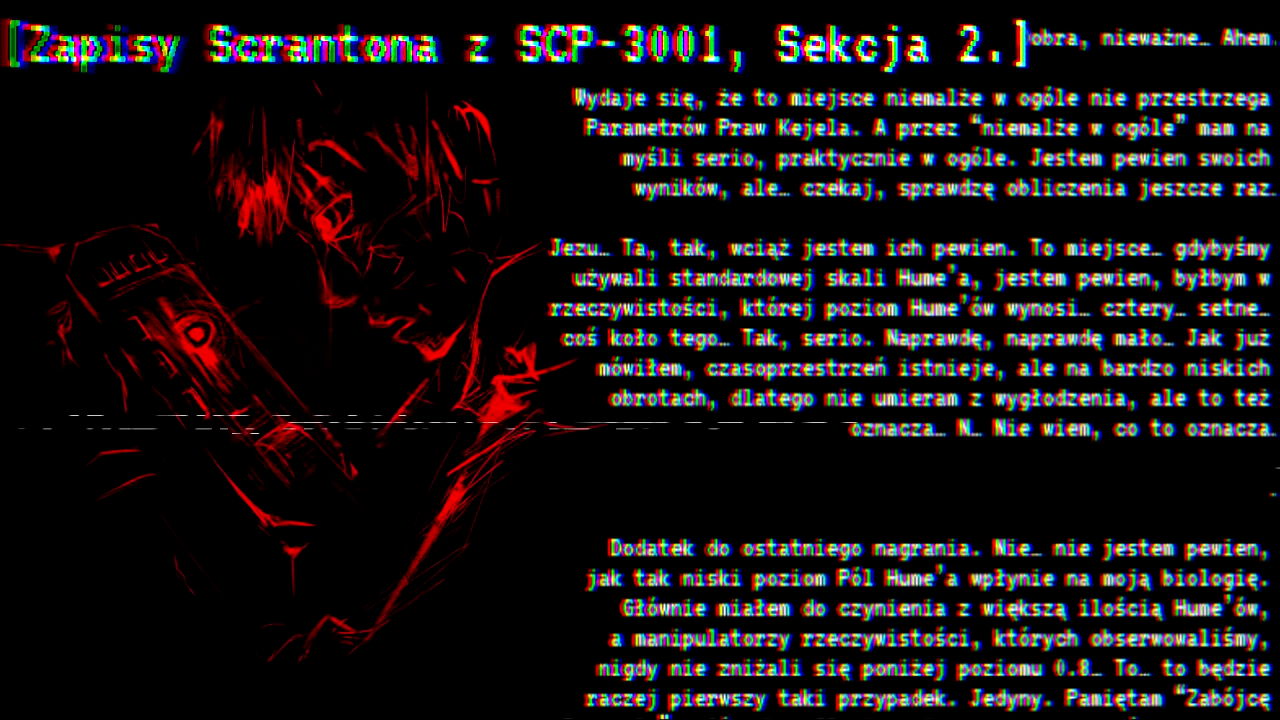 [Zapisy Scrantona z SCP-3001, Sekcja 2.]
obra, nieważne… Ahem.
Wydaje się, że to miejsce niemalże w ogóle nie przestrzega
Parametrów Praw Kejela. A przez “niemalże w ogóle” mam na
myśli serio, praktycznie w ogóle. Jestem pewien swoich
wyników, ale… czekaj, sprawdzę obliczenia jeszcze raz.
Jezu… Ta, tak, wciąż jestem ich pewien. To miejsce… gdybyśmy
używali standardowej skali Hume'a, jestem pewien, byłbym w
rzeczywistości, której poziom Hume'ów wynosi… cztery… setne…
coś koło tego… Tak, serio. Naprawdę, naprawdę mało… Jak już
mówiłem, czasoprzestrzeń istnieje, ale na bardzo niskich
obrotach, dlatego nie umieram z wygłodzenia, ale to też
oznacza… N… Nie wiem, co to oznacza.
Dodatek do ostatniego nagrania. Nie… nie jestem pewien,
jak tak niski poziom Pól Hume'a wpłynie na moją biologię.
Głównie miałem do czynienia z większą ilością Hume'ów,
a manipulatorzy rzeczywistości, których obserwowaliśmy,
nigdy nie zniżali się poniżej poziomu 0.8… To… to będzie
raczej pierwszy taki przypadek. Jedyny. Pamiętam “Zabójcę